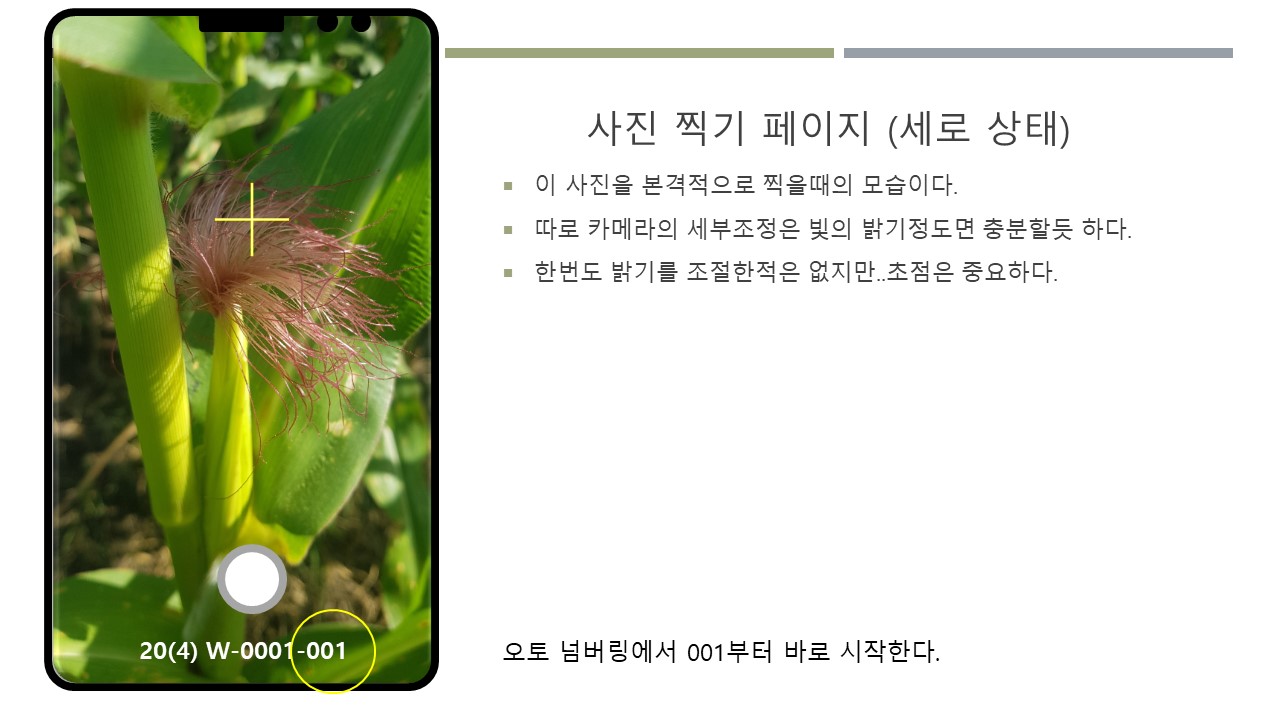 사진 찍기 페이지 (세로 상태)
이 사진을 본격적으로 찍을때의 모습이다.
따로 카메라의 세부조정은 빛의 밝기정도면 충분할듯 하다.
한번도 밝기를 조절한적은 없지만..초점은 중요하다.
20(4) W-0001-001
오토 넘버링에서 001부터 바로 시작한다.